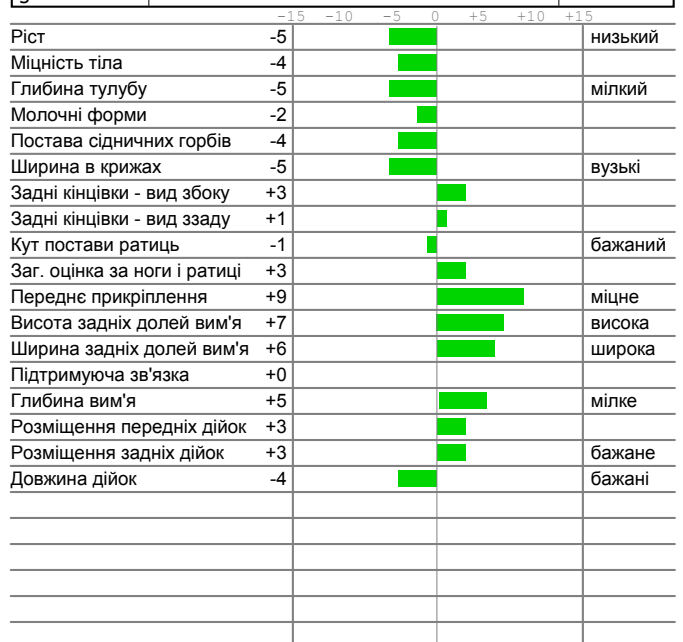 -15 -10 -5 0 +5 +10 +15
Ріст -5 низький
Міцність тіла -4
Глибина тулубу -5 мілкий
Молочні форми -2
Постава сідничних горбів -4
Ширина в крижах -5 вузькі
Задні кінцівки - вид збоку +3
Задні кінцівки - вид ззаду +1
Кут постави ратиць -1 бажаний
Заг. оцінка за ноги і ратиці +3
Переднє прикріплення +9 міцне
Висота задніх долей вим'я +7 висока
Ширина задніх долей вим'я +6 широка
Підтримуюча зв'язка +0
Глибина вим'я +5 мілке
Розміщення передніх дійок +3
Розміщення задніх дійок +3 бажане
Довжина дійок -4 бажані